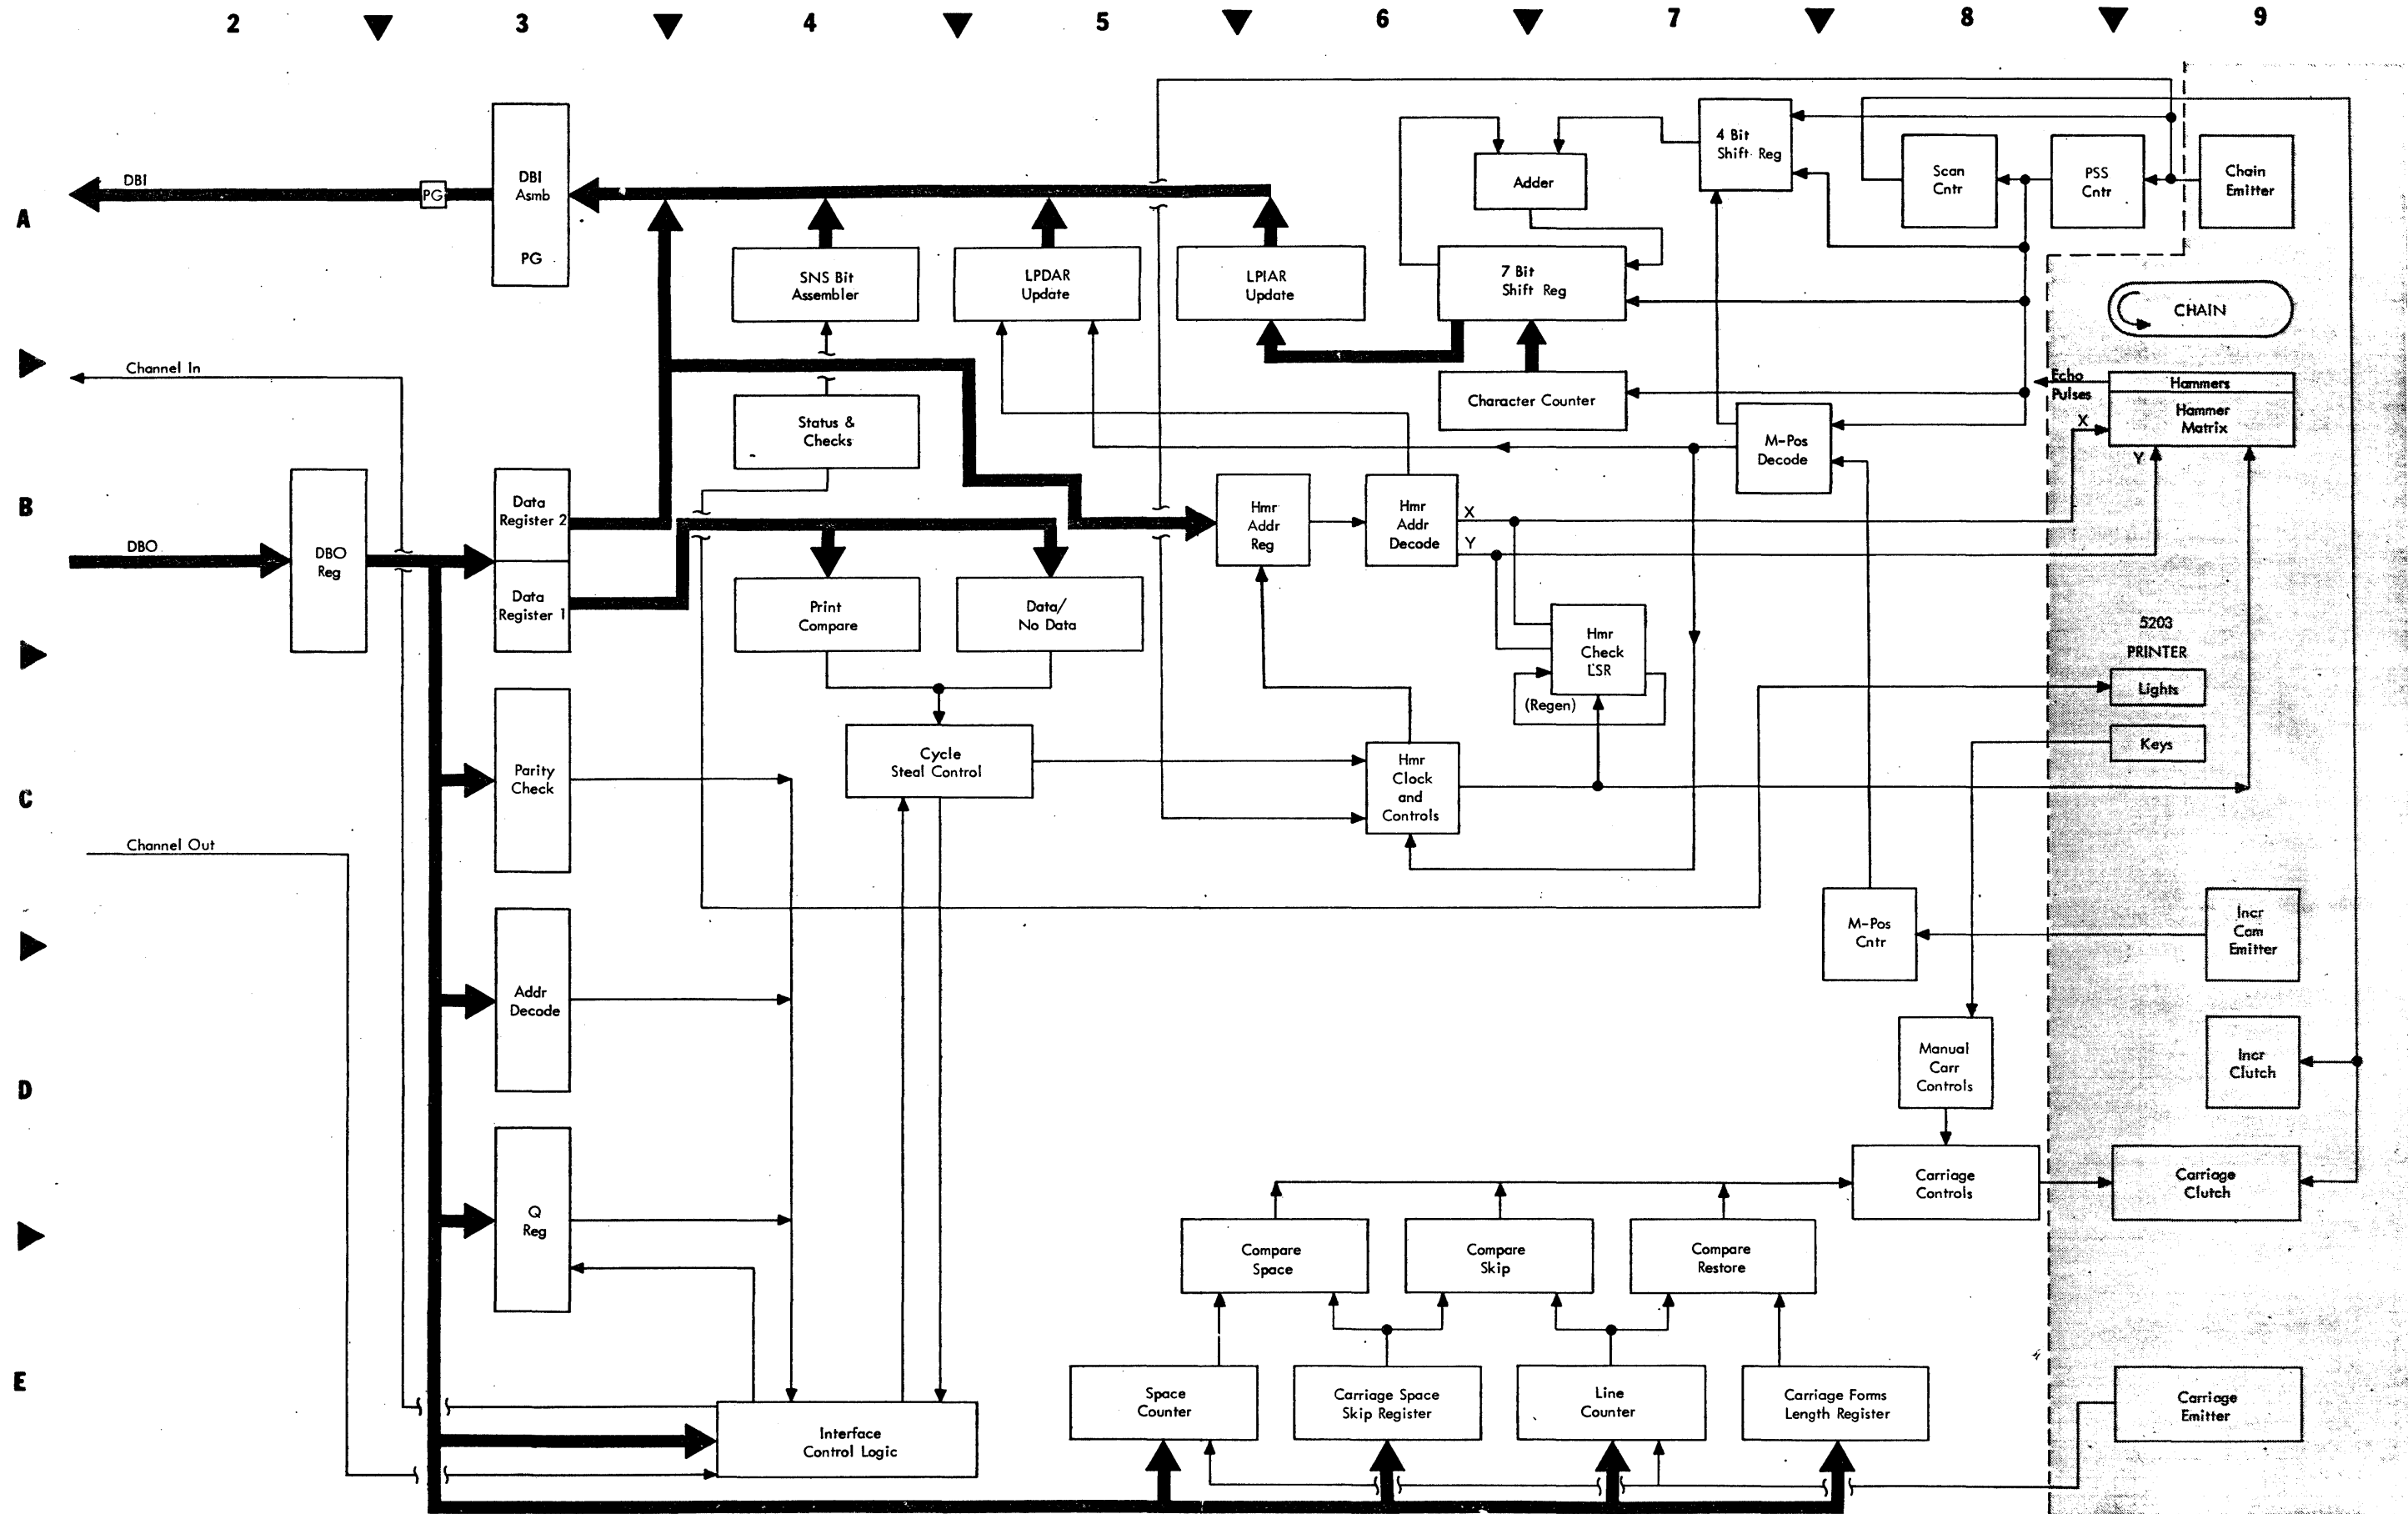 2 3 4 5 6 7 8 9
A
B
C
D
E
DBI
PG
DBI
Asmb
PG
SNS Bit
Assembler
LPDAR
Update
LPIAR
Update
Adder
7 Bit
Shift Reg
4 Bit
Shift Reg
Scan
Cntr
PSS
Cntr
Chain
Emitter
CHAIN
Channel In
Status &
Checks
Character Counter
M-Pos
Decode
Echo
Pulses
Hammers
Hammer
Matrix
X
Y
DBO
DBO
Reg
Data
Register 2
Data
Register 1
Print
Compare
Data/
No Data
Hmr
Addr
Reg
Hmr
Addr
Decode
X
Y
Hmr
Check
LSR
(Regen)
5203
PRINTER
Lights
Keys
Parity
Check
Cycle
Steal Control
Hmr
Clock
and
Controls
Channel Out
M-Pos
Cntr
Incr
Cam
Emitter
Addr
Decode
Manual
Carr
Controls
Incr
Clutch
Q
Reg
Carriage
Controls
Carriage
Clutch
Compare
Space
Compare
Skip
Compare
Restore
Interface
Control Logic
Space
Counter
Carriage Space
Skip Register
Line
Counter
Carriage Forms
Length Register
Carriage
Emitter